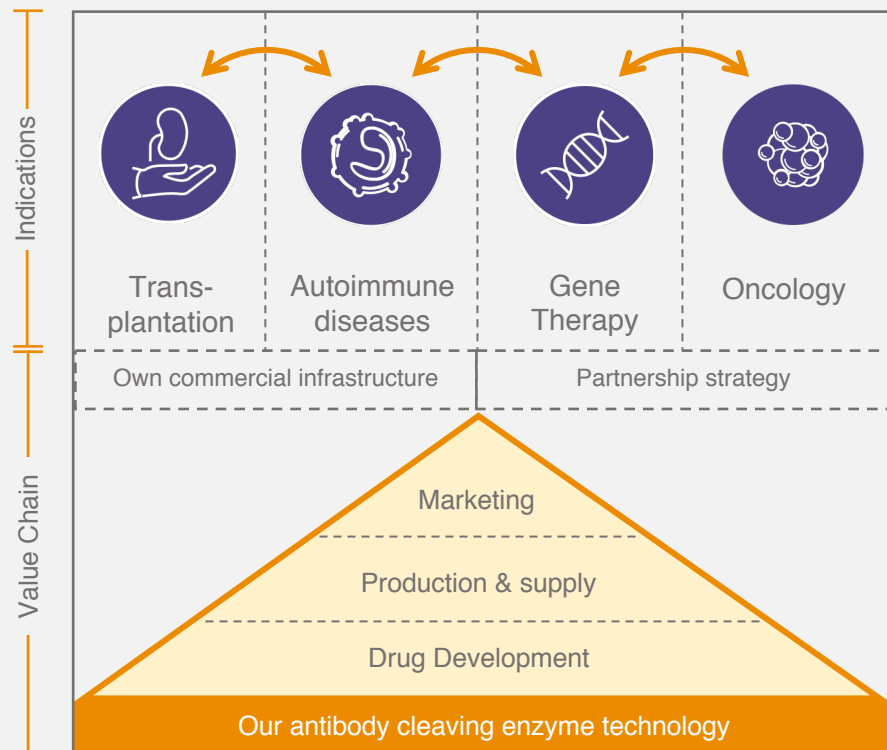 Indications
Trans-
plantation
Autoimmune
diseases
Gene
Therapy
Oncology
Own commercial infrastructure
Partnership strategy
Value Chain
Marketing
Production & supply
Drug Development
Our antibody cleaving enzyme technology